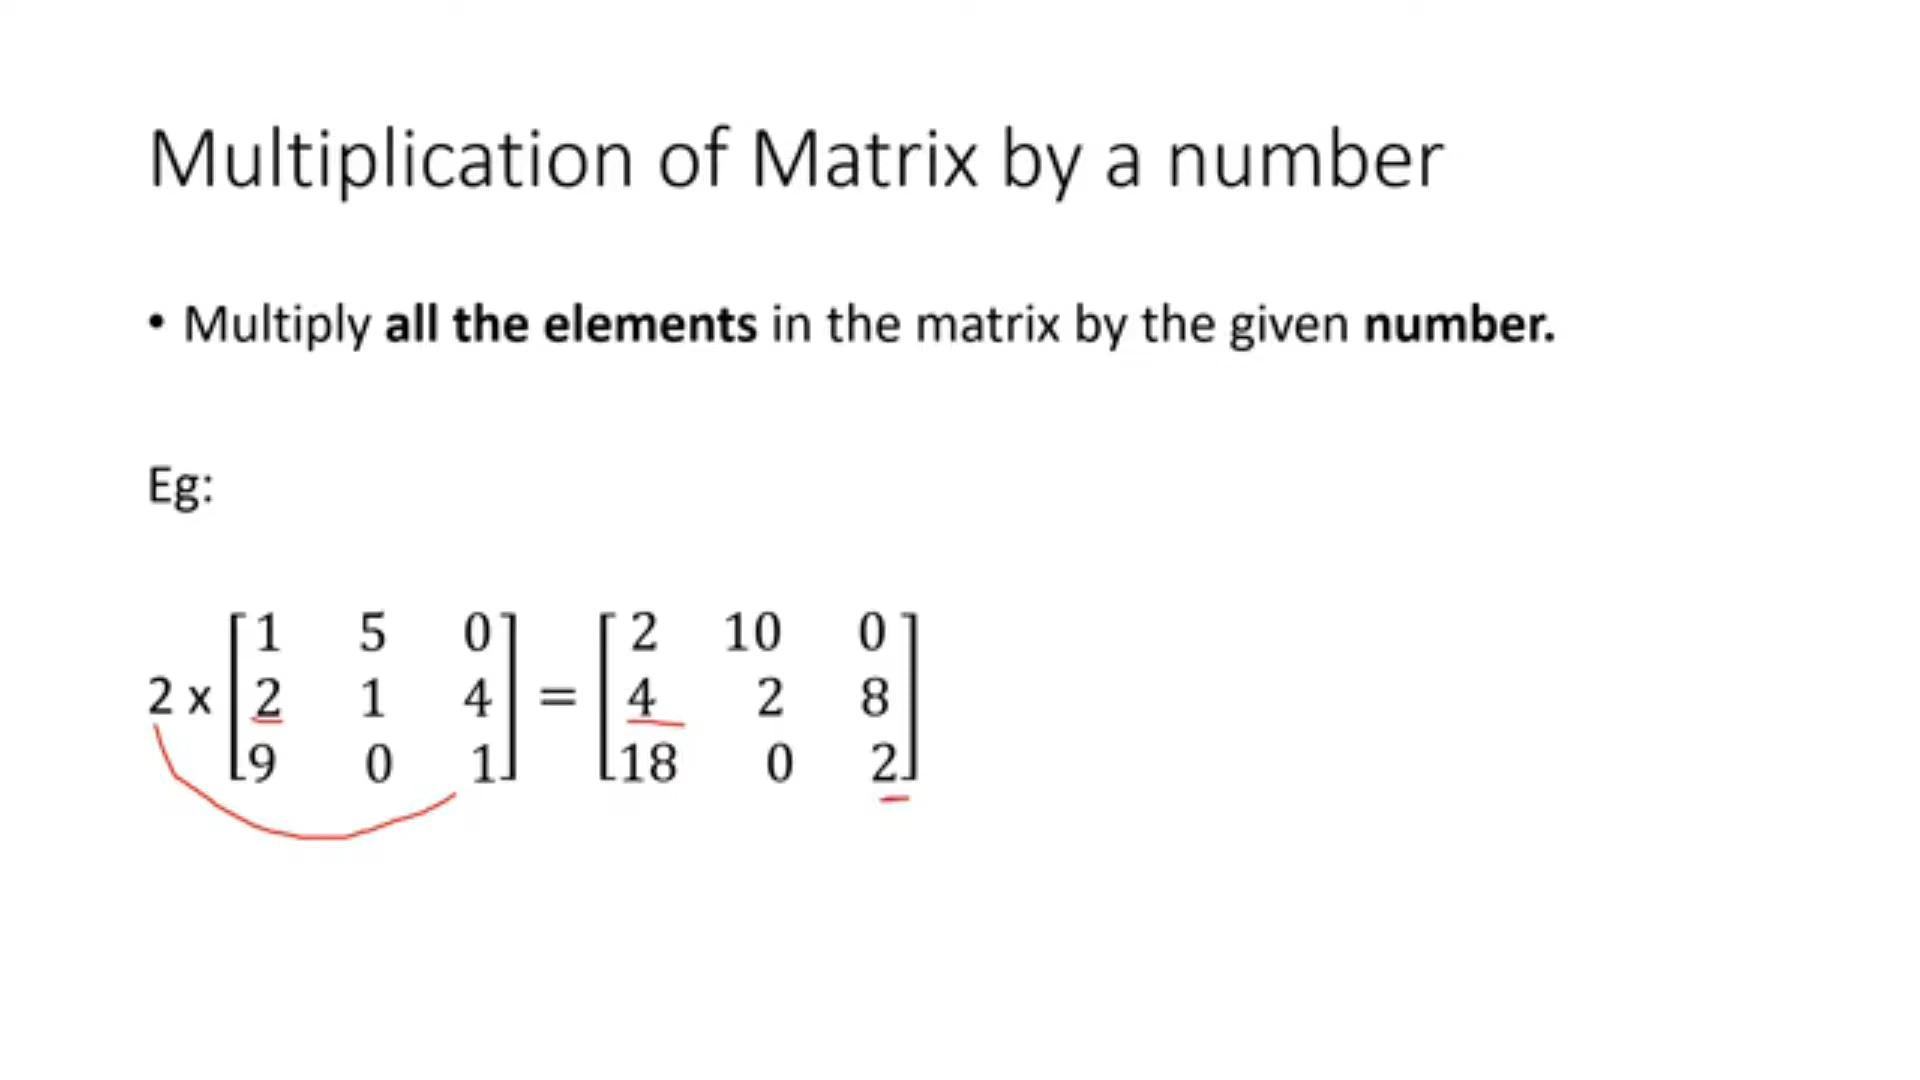 Multiplication of Matrix by a number
• Multiply all the elements in the matrix by the given number.
Eg:
1 5 0 2 10 0
2 x 2 1 4 = 4 2 8
9 0 1 18 0 2